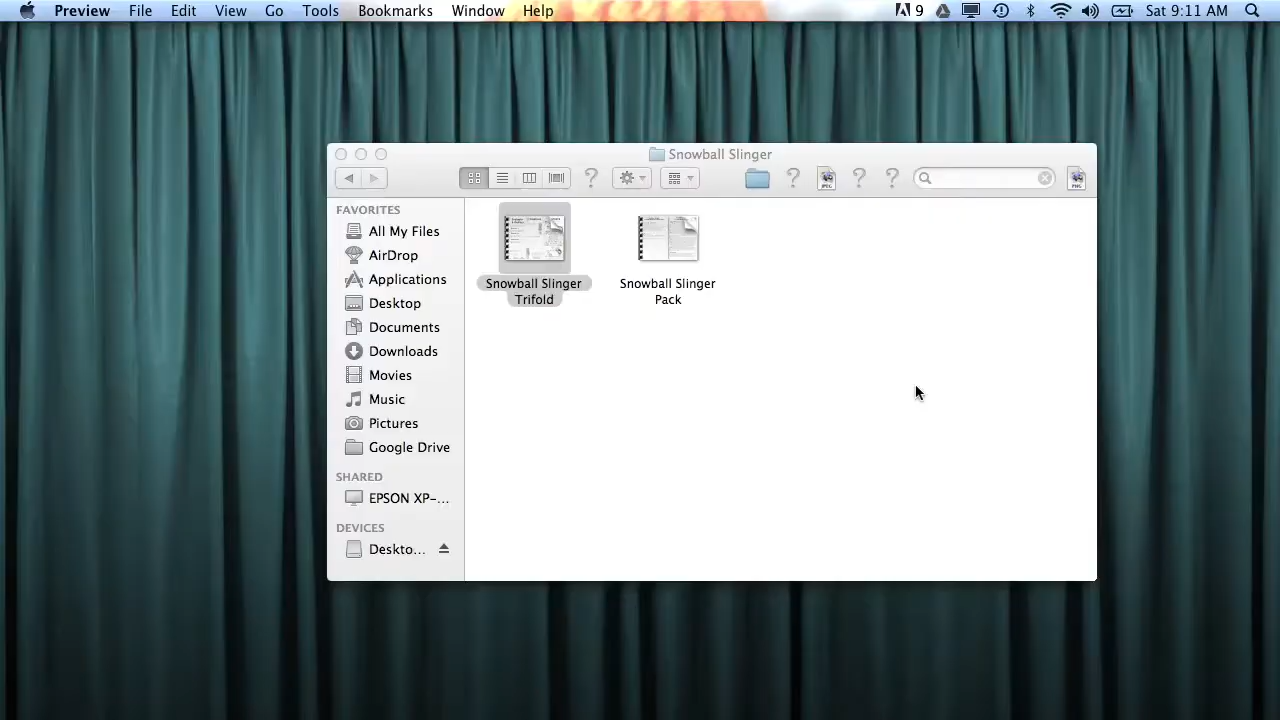 Preview File Edit View Go Tools Bookmarks Window Help 9 Sat 9:11 AM
Snowball Slinger
? ? ? ?
FAVORITES
All My Files
AirDrop
Applications
Desktop
Documents
Downloads
Movies
Music
Pictures
Google Drive
SHARED
EPSON XP-...
DEVICES
Deskto...
Snowball Slinger
Trifold
Snowball Slinger
Pack